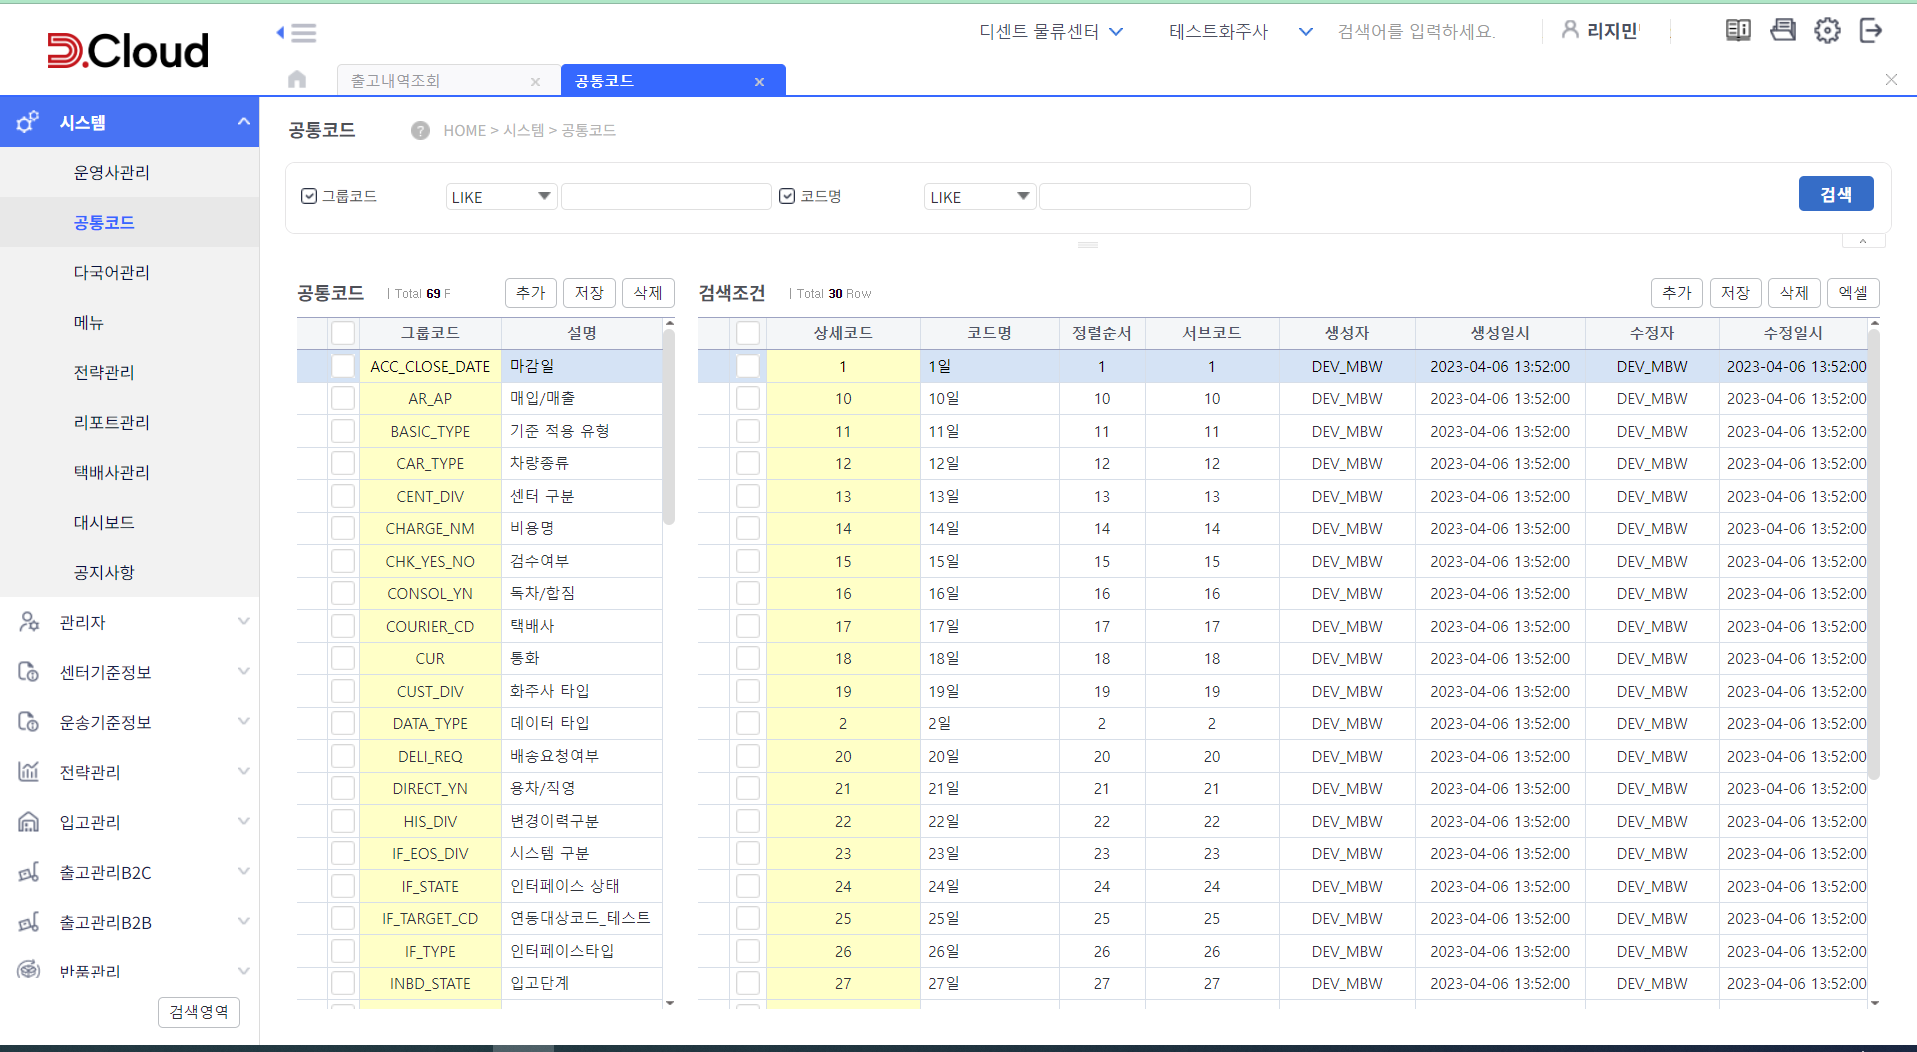 D.Cloud
디센트 물류센터
테스트화주사
검색어를 입력하세요.
리지민
출고내역조회
공통코드
시스템
운영사관리
공통코드
다국어관리
메뉴
전략관리
리포트관리
택배사관리
대시보드
공지사항
관리자
센터기준정보
운송기준정보
전략관리
입고관리
출고관리B2C
출고관리B2B
반품관리
검색영역
공통코드
HOME > 시스템 > 공통코드
그룹코드 LIKE 코드명 LIKE 검색
공통코드 Total 69 추가 저장 삭제
그룹코드 설명
ACC_CLOSE_DATE 마감일
AR_AP 매입/매출
BASIC_TYPE 기준 적용 유형
CAR_TYPE 차량종류
CENT_DIV 센터 구분
CHARGE_NM 비용명
CHK_YES_NO 검수여부
CONSOL_YN 독차/합짐
COURIER_CD 택배사
CUR 통화
CUST_DIV 화주사 타입
DATA_TYPE 데이터 타입
DELI_REQ 배송요청여부
DIRECT_YN 용차/직영
HIS_DIV 변경이력구분
IF_EOS_DIV 시스템 구분
IF_STATE 인터페이스 상태
IF_TARGET_CD 연동대상코드_테스트
IF_TYPE 인터페이스타입
INBD_STATE 입고단계
검색조건 Total 30 Row 추가 저장 삭제 엑셀
상세코드 코드명 정렬순서 서브코드 생성자 생성일시 수정자 수정일시
1 1일 1 1 DEV_MBW 2023-04-06 13:52:00 DEV_MBW 2023-04-06 13:52:00
10 10일 10 10 DEV_MBW 2023-04-06 13:52:00 DEV_MBW 2023-04-06 13:52:00
11 11일 11 11 DEV_MBW 2023-04-06 13:52:00 DEV_MBW 2023-04-06 13:52:00
12 12일 12 12 DEV_MBW 2023-04-06 13:52:00 DEV_MBW 2023-04-06 13:52:00
13 13일 13 13 DEV_MBW 2023-04-06 13:52:00 DEV_MBW 2023-04-06 13:52:00
14 14일 14 14 DEV_MBW 2023-04-06 13:52:00 DEV_MBW 2023-04-06 13:52:00
15 15일 15 15 DEV_MBW 2023-04-06 13:52:00 DEV_MBW 2023-04-06 13:52:00
16 16일 16 16 DEV_MBW 2023-04-06 13:52:00 DEV_MBW 2023-04-06 13:52:00
17 17일 17 17 DEV_MBW 2023-04-06 13:52:00 DEV_MBW 2023-04-06 13:52:00
18 18일 18 18 DEV_MBW 2023-04-06 13:52:00 DEV_MBW 2023-04-06 13:52:00
19 19일 19 19 DEV_MBW 2023-04-06 13:52:00 DEV_MBW 2023-04-06 13:52:00
2 2일 2 2 DEV_MBW 2023-04-06 13:52:00 DEV_MBW 2023-04-06 13:52:00
20 20일 20 20 DEV_MBW 2023-04-06 13:52:00 DEV_MBW 2023-04-06 13:52:00
21 21일 21 21 DEV_MBW 2023-04-06 13:52:00 DEV_MBW 2023-04-06 13:52:00
22 22일 22 22 DEV_MBW 2023-04-06 13:52:00 DEV_MBW 2023-04-06 13:52:00
23 23일 23 23 DEV_MBW 2023-04-06 13:52:00 DEV_MBW 2023-04-06 13:52:00
24 24일 24 24 DEV_MBW 2023-04-06 13:52:00 DEV_MBW 2023-04-06 13:52:00
25 25일 25 25 DEV_MBW 2023-04-06 13:52:00 DEV_MBW 2023-04-06 13:52:00
26 26일 26 26 DEV_MBW 2023-04-06 13:52:00 DEV_MBW 2023-04-06 13:52:00
27 27일 27 27 DEV_MBW 2023-04-06 13:52:00 DEV_MBW 2023-04-06 13:52:00